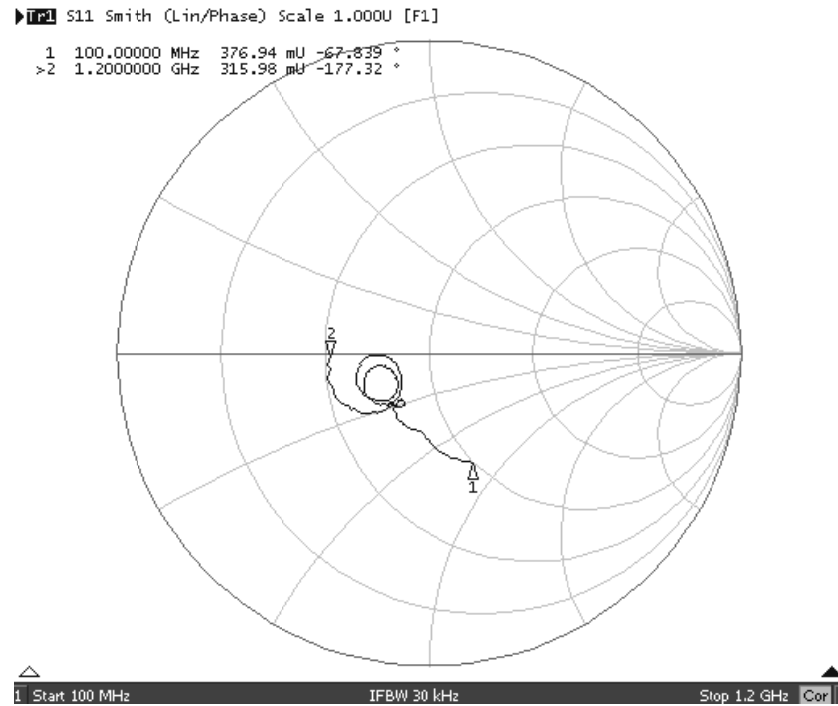 Tr1 S11 Smith (Lin/Phase) Scale 1.000U [F1]
1 100.00000 MHz 376.94 mU -67.839 °
>2 1.2000000 GHz 315.98 mU -177.32 °
2
1
1 Start 100 MHz IFBW 30 kHz Stop 1.2 GHz Cor